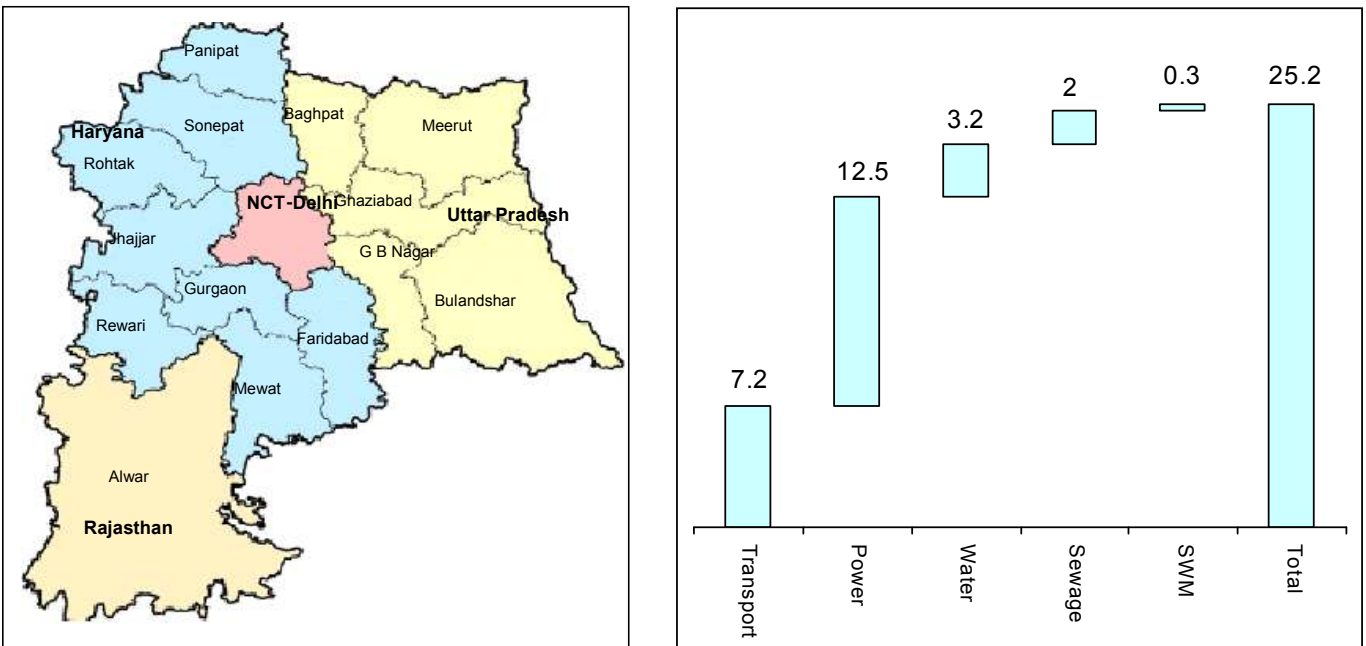 Panipat
Baghpat
Meerut
Haryana
Sonepat
Rohtak
NCT-Delhi
Ghaziabad
Uttar Pradesh
Jhajjar
G B Nagar
Gurgaon
Bulandshar
Rewari
Faridabad
Mewat
Alwar
Rajasthan
7.2
12.5
3.2
2
0.3
25.2
Transport
Power
Water
Sewage
SWM
Total